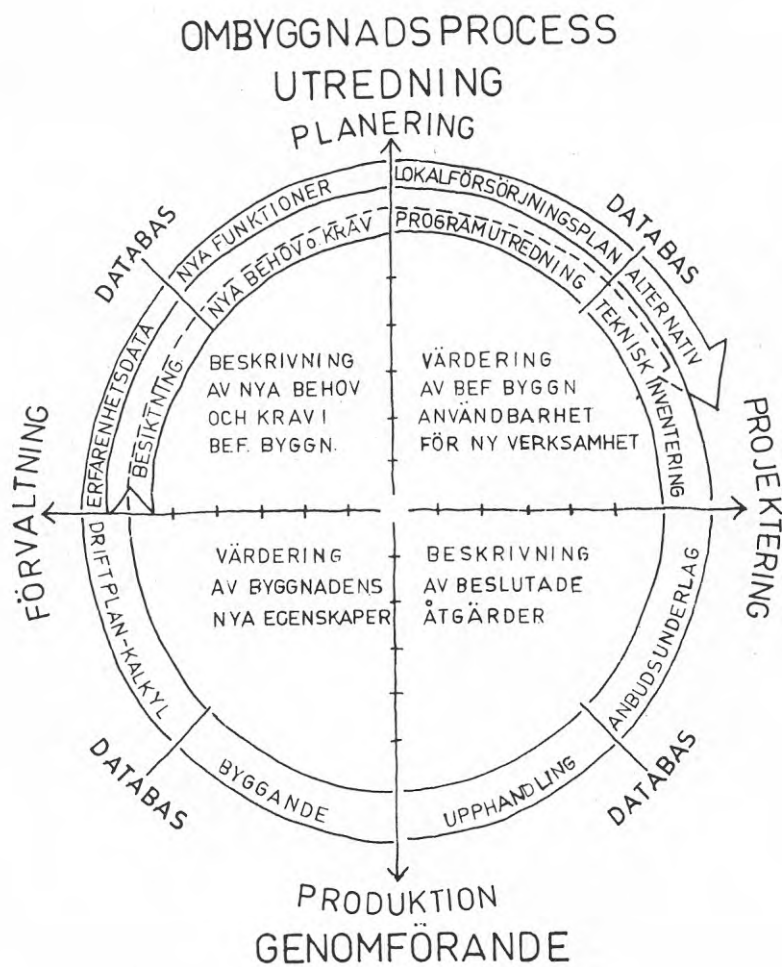 OMBYGGNADSPROCESS
UTREDNING
PLANERING
DATABAS
NYA FUNKTIONER
LOKALFÖRSÖRJNINGSPLAN
DATABAS
NYA BEHOV o. KRAV
PROGRAMUTREDNING
ALTERNATIV
ERFARENHETSDATA
BESIKTNING
TEKNISK INVENTERING
BESKRIVNING
AV NYA BEHOV
OCH KRAV I
BEF. BYGGN.
VÄRDERING
AV BEF BYGGN
ANVÄNDBARHET
FÖR NY VERKSAMHET
FÖRVALTNING
PROJEKTERING
VÄRDERING
AV BYGGNADENS
NYA EGENSKAPER
BESKRIVNING
AV BESLUTADE
ÅTGÄRDER
DRIFTPLAN-KALKYL
ANBUDSUNDERLAG
DATABAS
BYGGANDE
UPPHANDLING
DATABAS
PRODUKTION
GENOMFÖRANDE